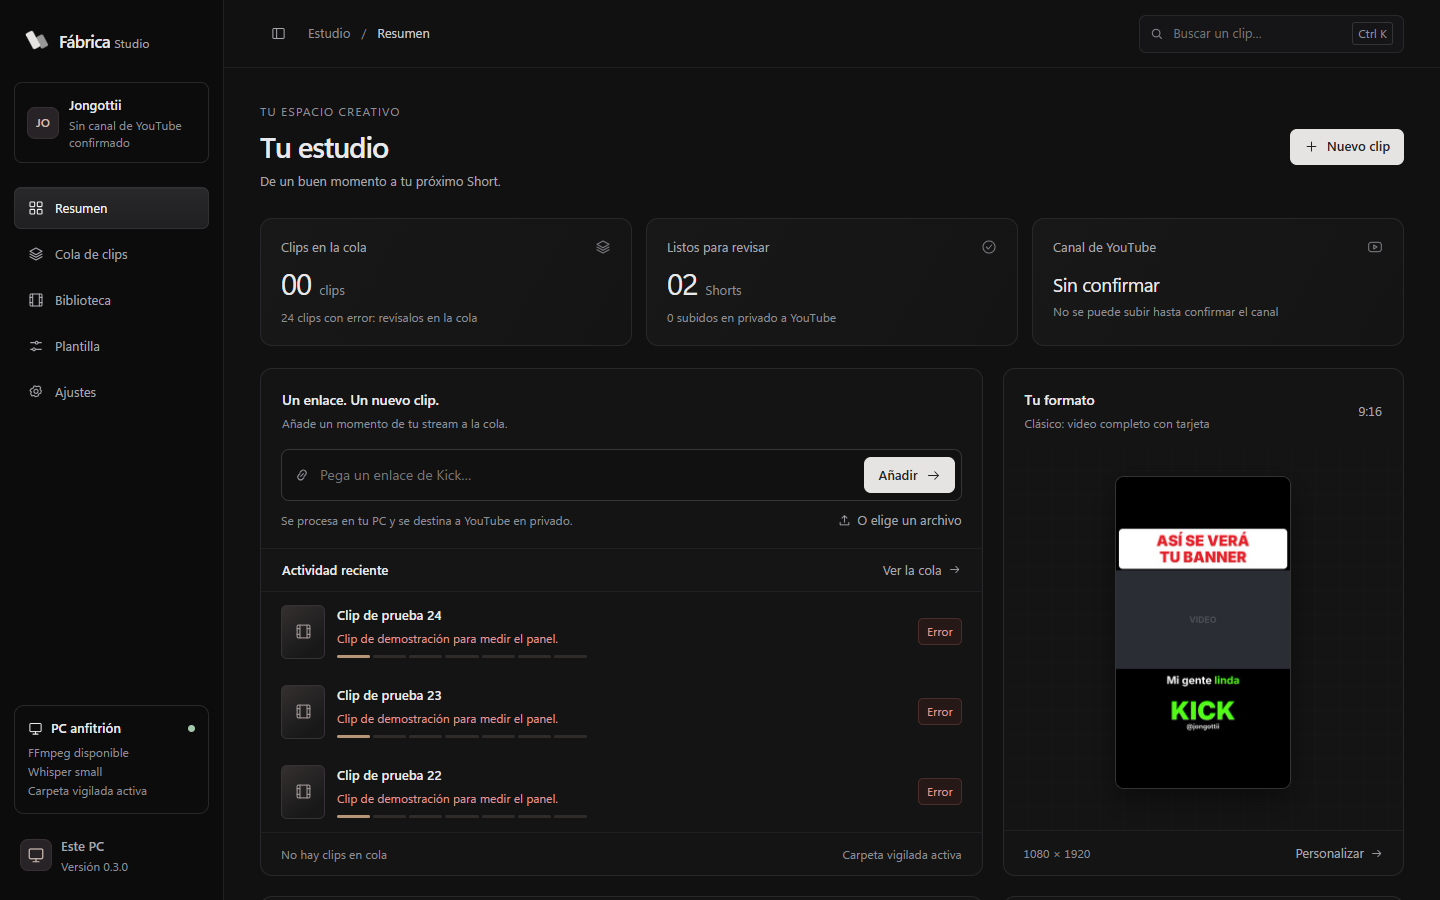 Fábrica Studio
JO
Jongottii
Sin canal de YouTube
confirmado
Resumen
Cola de clips
Biblioteca
Plantilla
Ajustes
PC anfitrión
FFmpeg disponible
Whisper small
Carpeta vigilada activa
Este PC
Versión 0.3.0
Estudio / Resumen
Buscar un clip...
Ctrl K
TU ESPACIO CREATIVO
Tu estudio
De un buen momento a tu próximo Short.
Nuevo clip
Clips en la cola
00 clips
24 clips con error: revísalos en la cola
Listos para revisar
02 Shorts
0 subidos en privado a YouTube
Canal de YouTube
Sin confirmar
No se puede subir hasta confirmar el canal
Un enlace. Un nuevo clip.
Añade un momento de tu stream a la cola.
Pega un enlace de Kick...
Añadir
Se procesa en tu PC y se destina a YouTube en privado.
O elige un archivo
Actividad reciente
Ver la cola
Clip de prueba 24
Clip de demostración para medir el panel.
Error
Clip de prueba 23
Clip de demostración para medir el panel.
Error
Clip de prueba 22
Clip de demostración para medir el panel.
Error
No hay clips en cola
Carpeta vigilada activa
Tu formato
Clásico: video completo con tarjeta
9:16
ASÍ SE VERÁ
TU BANNER
VIDEO
Mi gente linda
KICK
@jongottii
1080 × 1920
Personalizar